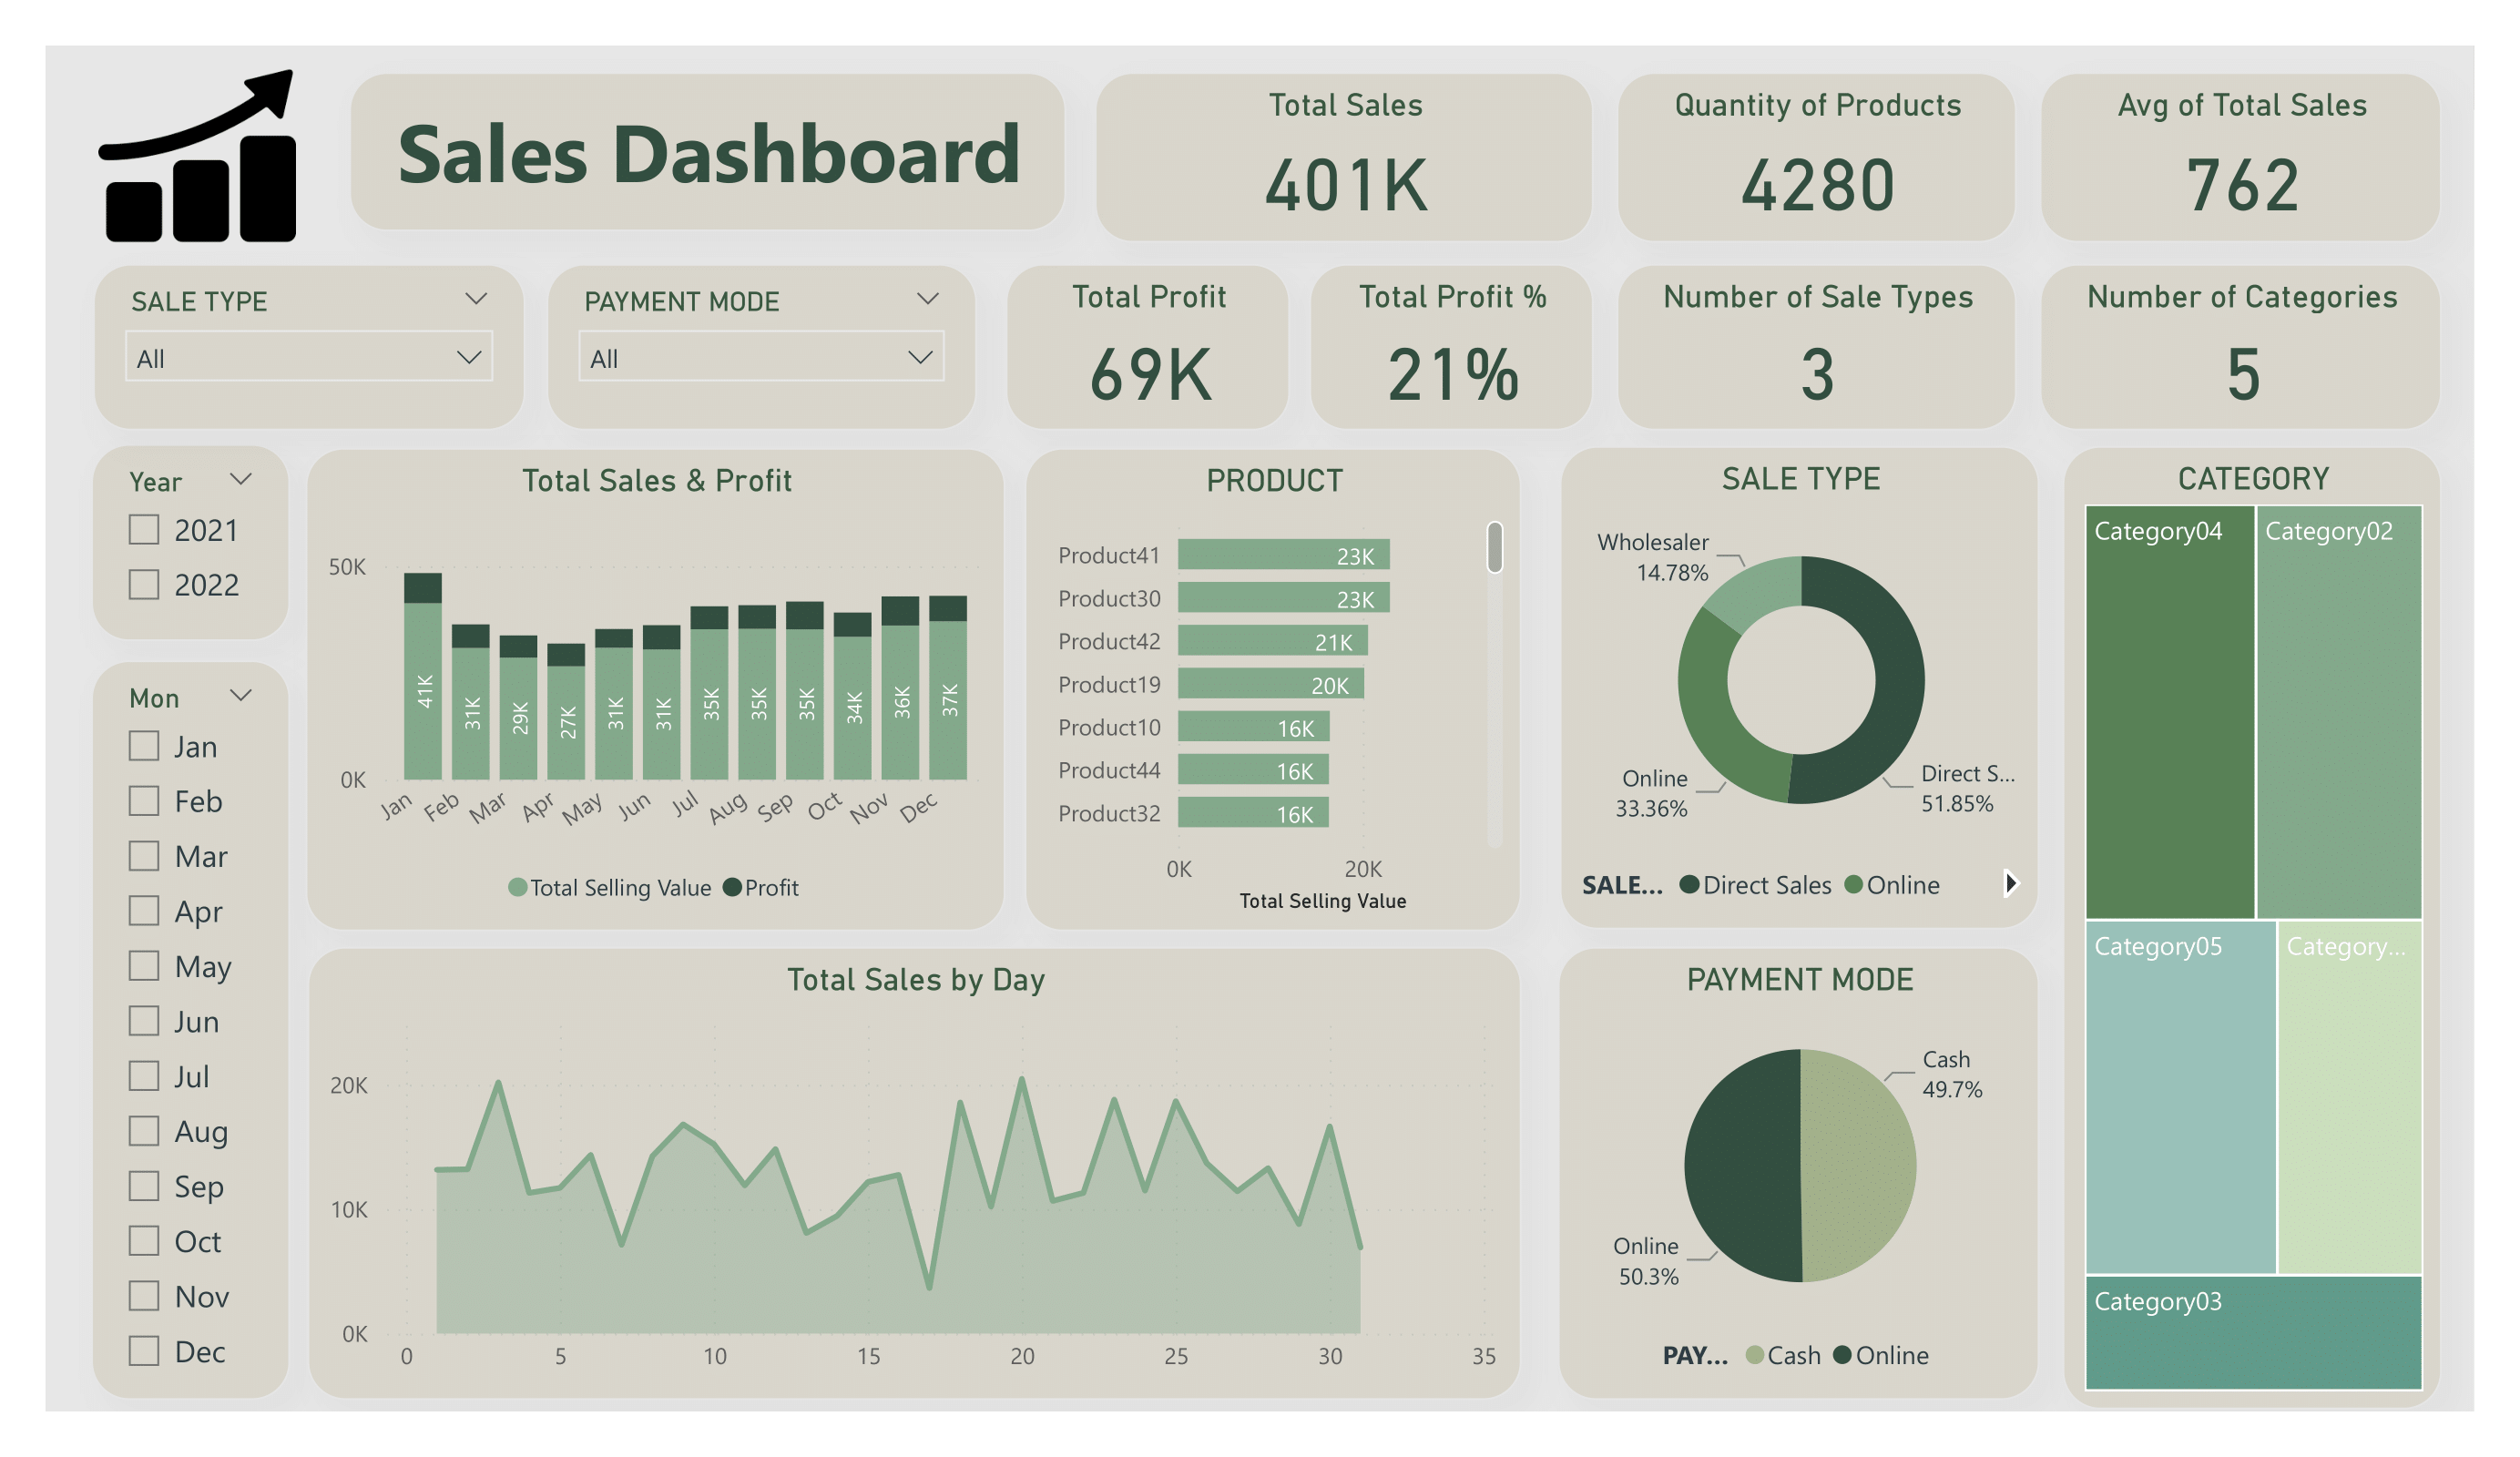 Sales Dashboard
Total Sales
401K
Quantity of Products
4280
Avg of Total Sales
762
SALE TYPE
All
PAYMENT MODE
All
Total Profit
69K
Total Profit %
21%
Number of Sale Types
3
Number of Categories
5
Year
2021
2022
Mon
Jan
Feb
Mar
Apr
May
Jun
Jul
Aug
Sep
Oct
Nov
Dec
Total Sales & Profit
50K
0K
41K
31K
29K
27K
31K
31K
35K
35K
35K
34K
36K
37K
Jan
Feb
Mar
Apr
May
Jun
Jul
Aug
Sep
Oct
Nov
Dec
Total Selling Value
Profit
PRODUCT
Product41 23K
Product30 23K
Product42 21K
Product19 20K
Product10 16K
Product44 16K
Product32 16K
0K 20K
Total Selling Value
SALE TYPE
Wholesaler
14.78%
Online
33.36%
Direct S...
51.85%
SALE... Direct Sales Online
CATEGORY
Category04
Category02
Category05
Category...
Category03
Total Sales by Day
20K
10K
0K
0 5 10 15 20 25 30 35
PAYMENT MODE
Cash
49.7%
Online
50.3%
PAY... Cash Online